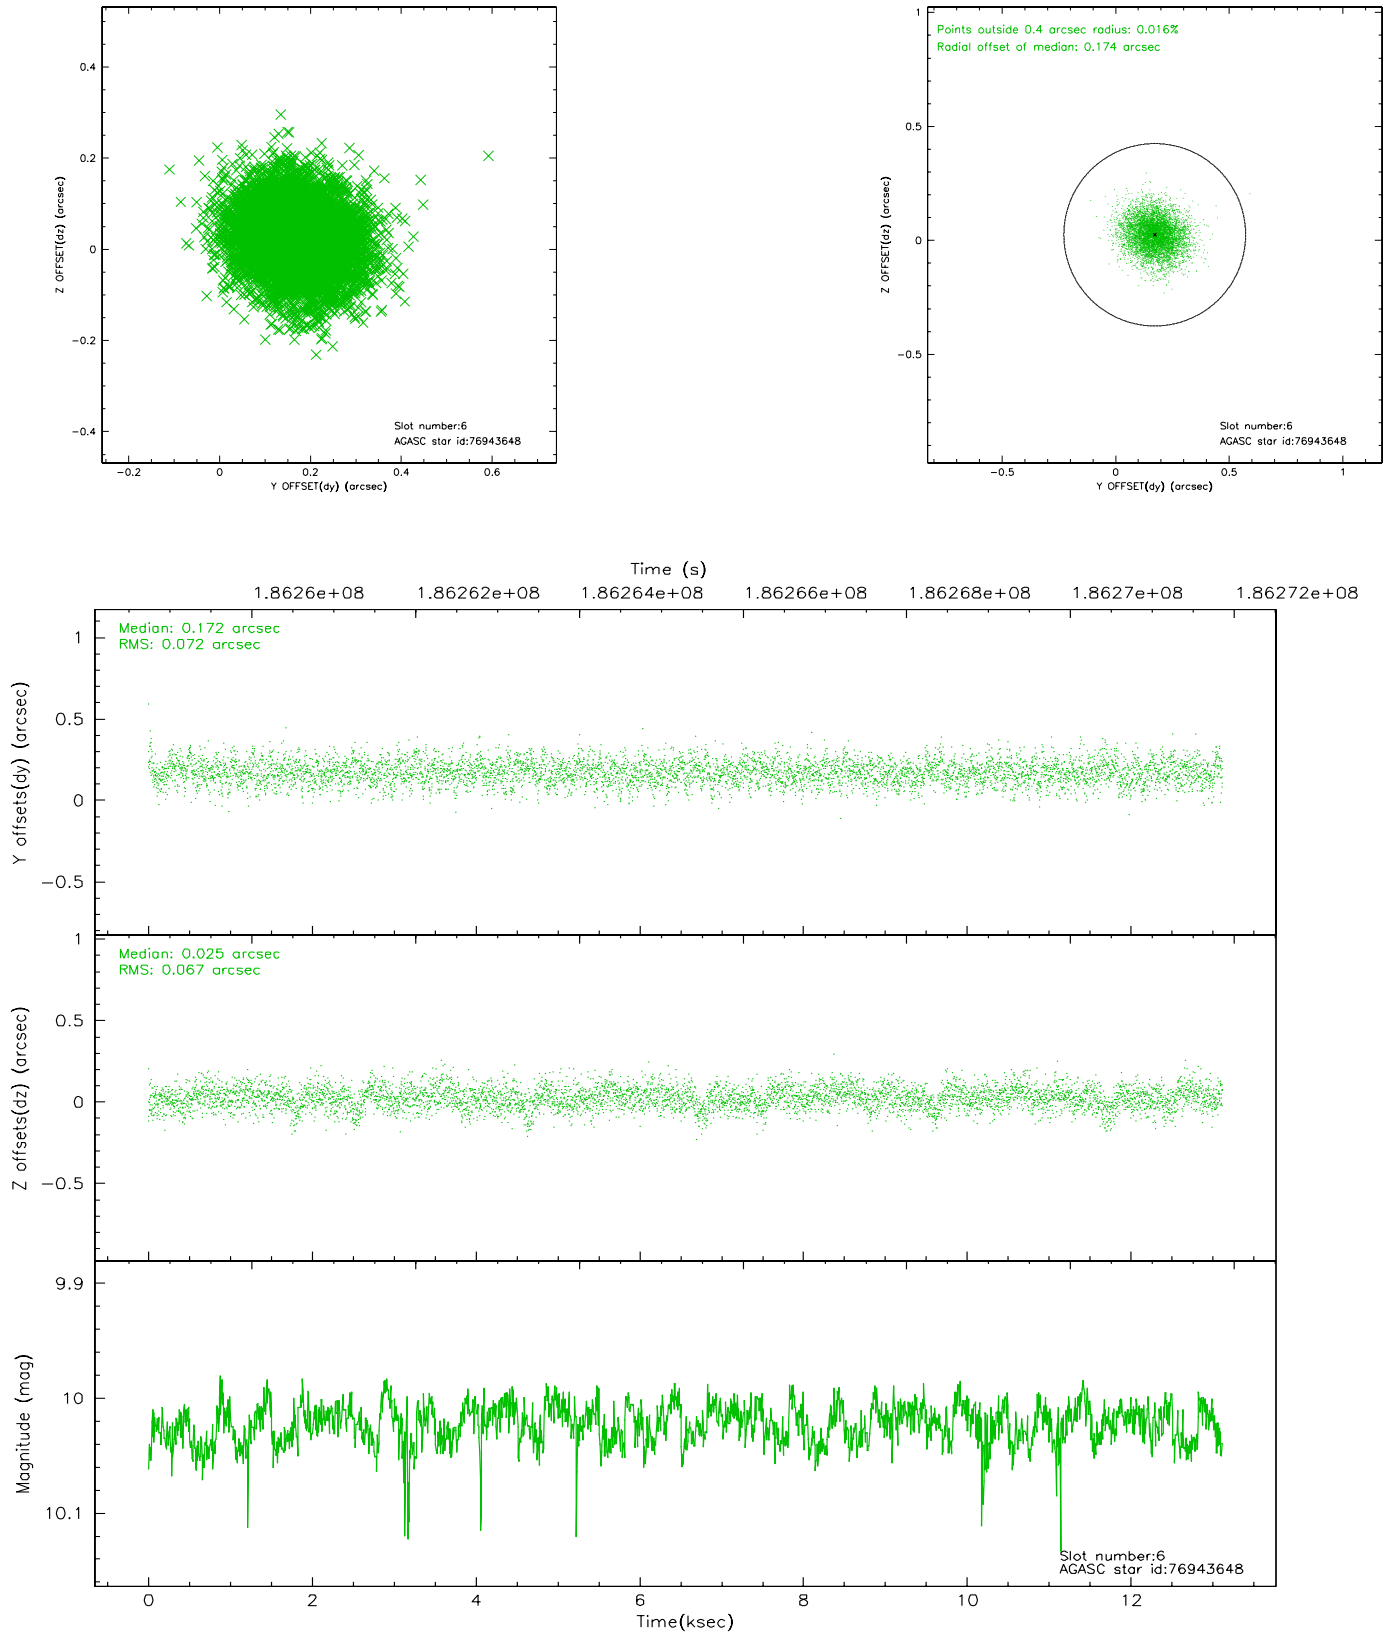 0.4
0.2
0
−0.2
−0.4
Z OFFSET(dz) (arcsec)
Slot number:6
AGASC star id:76943648
−0.2 0 0.2 0.4 0.6
Y OFFSET(dy) (arcsec)
Points outside 0.4 arcsec radius: 0.016%
Radial offset of median: 0.174 arcsec
1
0.5
0
−0.5
Z OFFSET(dz) (arcsec)
Slot number:6
AGASC star id:76943648
−0.5 0 0.5 1
Y OFFSET(dy) (arcsec)
Time (s)
1.8626e+08 1.86262e+08 1.86264e+08 1.86266e+08 1.86268e+08 1.8627e+08 1.86272e+08
Median: 0.172 arcsec
RMS: 0.072 arcsec
1
0.5
0
−0.5
Y offsets(dy) (arcsec)
Median: 0.025 arcsec
RMS: 0.067 arcsec
1
0.5
0
−0.5
Z offsets(dz) (arcsec)
9.9
10
10.1
Magnitude (mag)
Slot number:6
AGASC star id:76943648
0 2 4 6 8 10 12
Time(ksec)